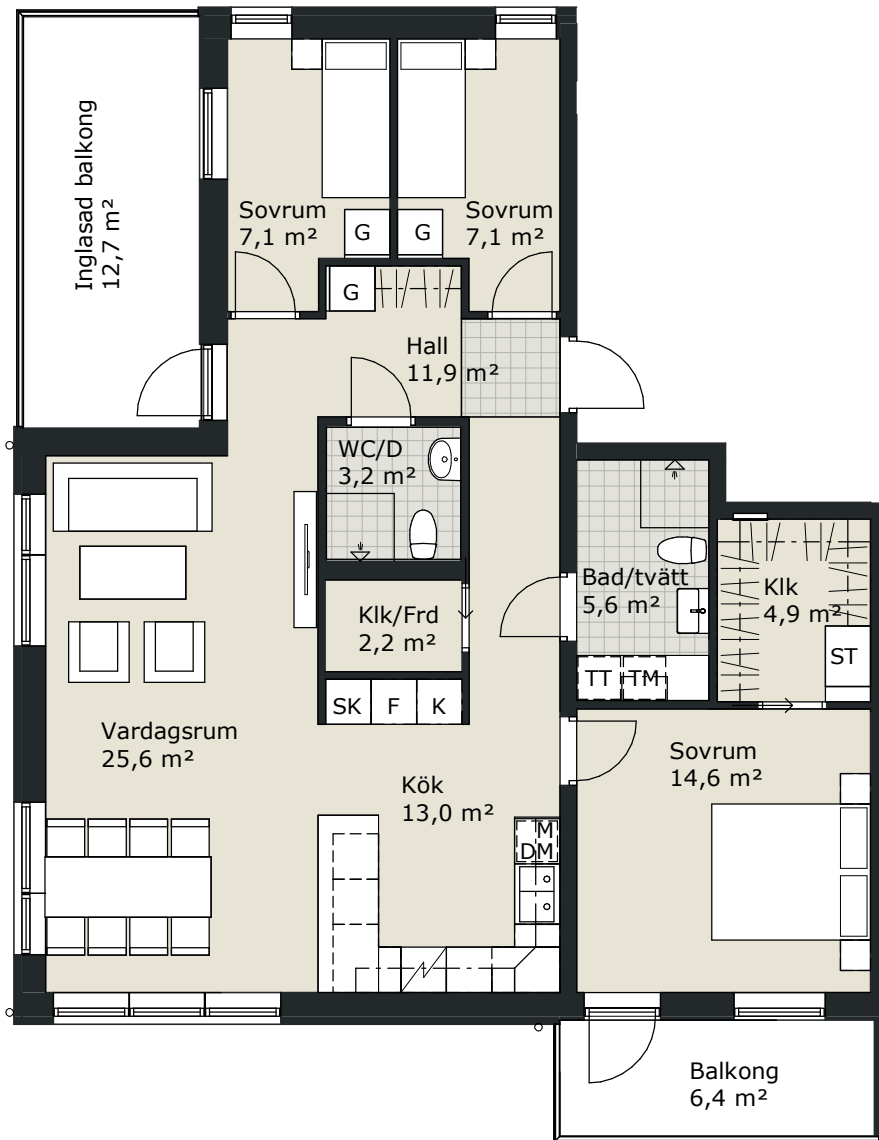 Inglasad balkong
12,7 m²
Sovrum
7,1 m²
G
G
Sovrum
7,1 m²
G
Hall
11,9 m²
WC/D
3,2 m²
Bad/tvätt
5,6 m²
Klk
4,9 m²
Klk/Frd
2,2 m²
ST
TT
TM
SK
F
K
Vardagsrum
25,6 m²
Sovrum
14,6 m²
Kök
13,0 m²
M
DM
Balkong
6,4 m²